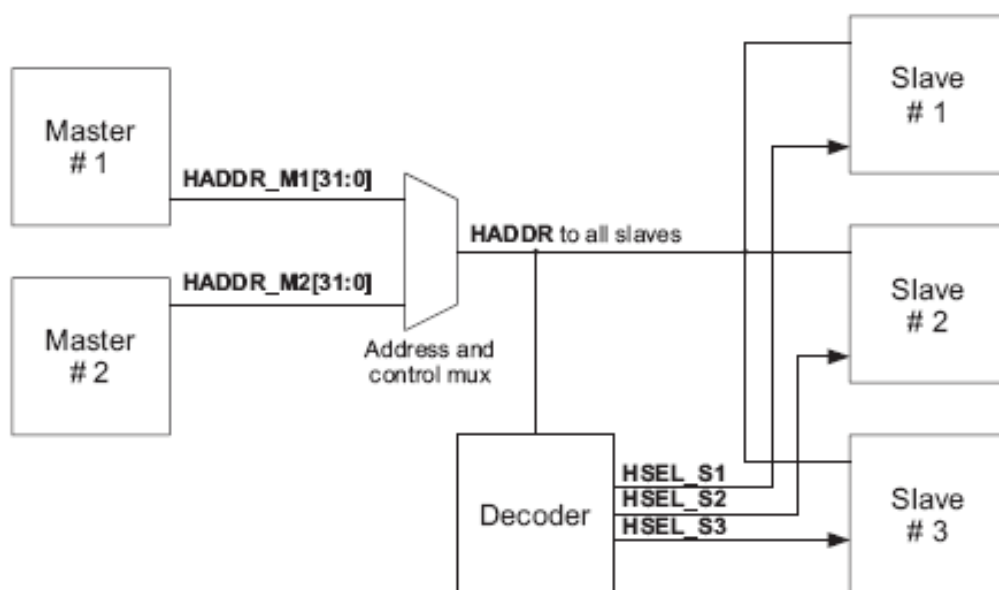 Slave
# 1
Master
# 1
HADDR_M1[31:0]
HADDR to all slaves
HADDR_M2[31:0]
Slave
# 2
Master
# 2
Address and
control mux
HSEL_S1
HSEL_S2
HSEL_S3
Decoder
Slave
# 3